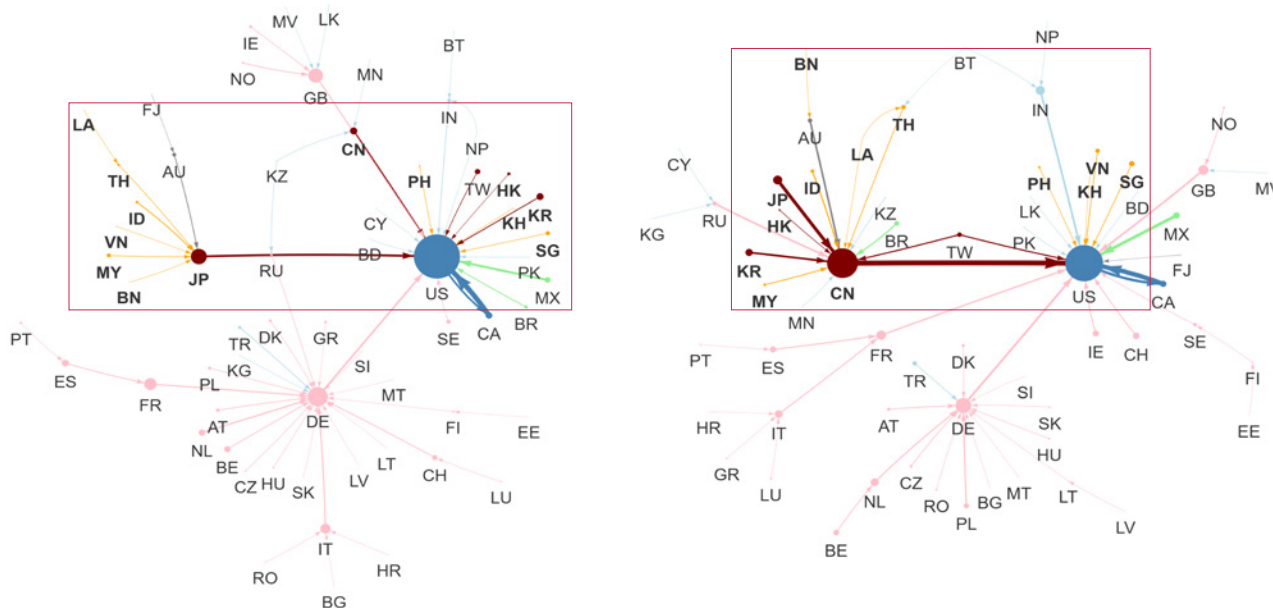 MV
LK
IE
BT
NO
MN
GB
FJ
IN
LA
CN
AU
NP
TH
KZ
PH
TW
HK
ID
KR
CY
KH
VN
BD
SG
MY
JP
RU
PK
BN
US
MX
CA
BR
PT
DK
GR
SE
TR
ES
KG
SI
PL
MT
FR
AT
DE
FI
EE
NL
BE
LT
CH
CZ
HU
SK
LV
LU
IT
RO
HR
BG
NP
BN
BT
IN
TH
NO
AU
LA
CY
VN
JP
ID
PH
KH
SG
GB
MV
HK
KZ
LK
BD
RU
BR
PK
MX
KG
TW
KR
FJ
MY
CN
US
CA
MN
PT
FR
IE
CH
SE
ES
DK
TR
FI
SI
HR
IT
AT
DE
SK
EE
GR
HU
LU
NL
CZ
RO
BG
MT
LT
PL
LV
BE